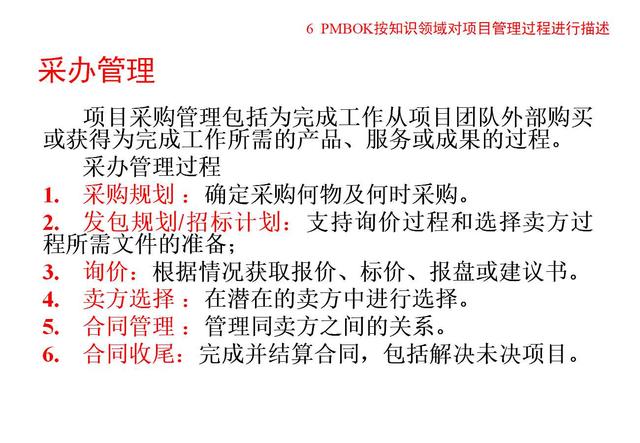 6 PMBOK按知识领域对项目管理过程进行描述
采办管理
项目采购管理包括为完成工作从项目团队外部购买
或获得为完成工作所需的产品、服务或成果的过程。
采办管理过程
1. 采购规划：确定采购何物及何时采购。
2. 发包规划/招标计划：支持询价过程和选择卖方过
程所需文件的准备；
3. 询价：根据情况获取报价、标价、报盘或建议书。
4. 卖方选择：在潜在的卖方中进行选择。
5. 合同管理：管理同卖方之间的关系。
6. 合同收尾：完成并结算合同，包括解决未决项目。